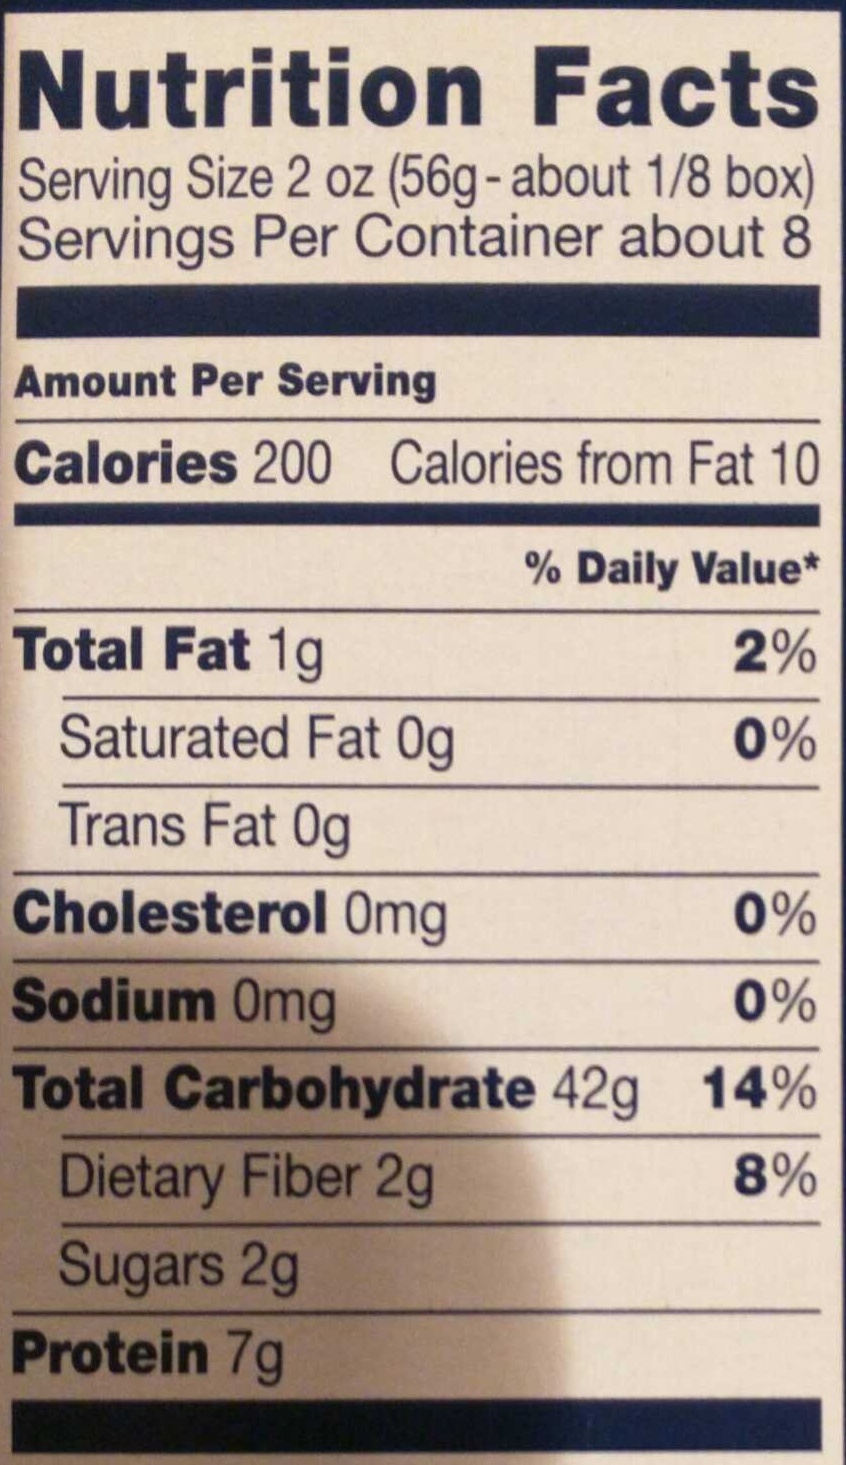 Nutrition Facts
Serving Size 2 oz (56g - about 1/8 box)
Servings Per Container about 8
Amount Per Serving
Calories 200 Calories from Fat 10
% Daily Value*
Total Fat 1g 2%
Saturated Fat 0g 0%
Trans Fat 0g
Cholesterol 0mg 0%
Sodium 0mg 0%
Total Carbohydrate 42g 14%
Dietary Fiber 2g 8%
Sugars 2g
Protein 7g